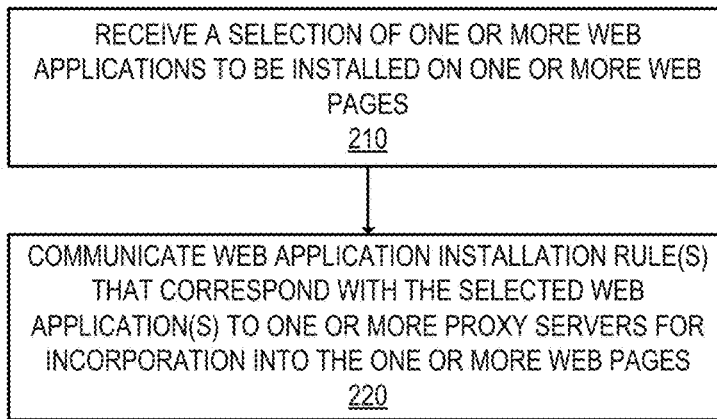 RECEIVE A SELECTION OF ONE OR MORE WEB
APPLICATIONS TO BE INSTALLED ON ONE OR MORE WEB
PAGES
210
COMMUNICATE WEB APPLICATION INSTALLATION RULE(S)
THAT CORRESPOND WITH THE SELECTED WEB
APPLICATION(S) TO ONE OR MORE PROXY SERVERS FOR
INCORPORATION INTO THE ONE OR MORE WEB PAGES
220